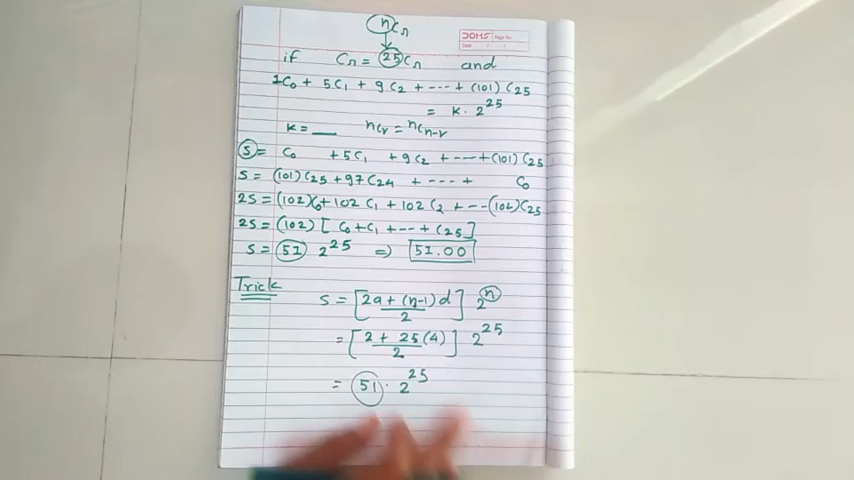 nCr
DOMS Page No.
Date / /
if Cr = 25Cr and
1C0 + 5C1 + 9C2 + ---- + (101) C25
= K. 2^25
K = ___ nCr = nCn-r
S = C0 + 5C1 + 9C2 + ---- + (101) C25
S = (101) C25 + 97 C24 + ---- + C0
2S = (102)C0 + 102 C1 + 102 C2 + -- - (102) C25
2S = (102) [ C0 + C1 + --- + C25 ]
S = 51 2^25 => 51.00
Trick
S = [ 2a + (n-1) d / 2 ] 2^n
= [ 2 + 25 (4) / 2 ] 2^25
= 51 . 2^25